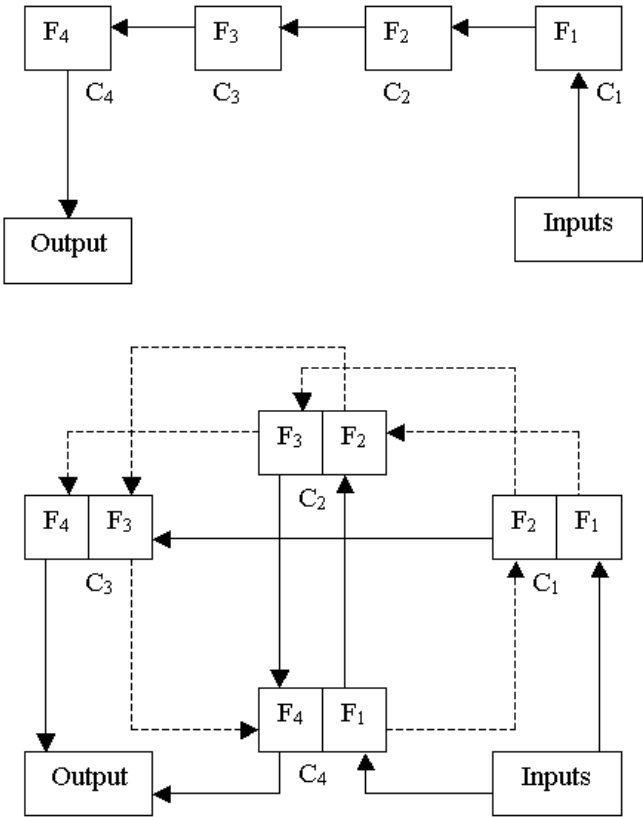 F₄ F₃ F₂ F₁
C₄ C₃ C₂ C₁
Output
Inputs
F₃ F₂
C₂
F₄ F₃
F₂ F₁
C₃
C₁
F₄ F₁
C₄
Output
Inputs